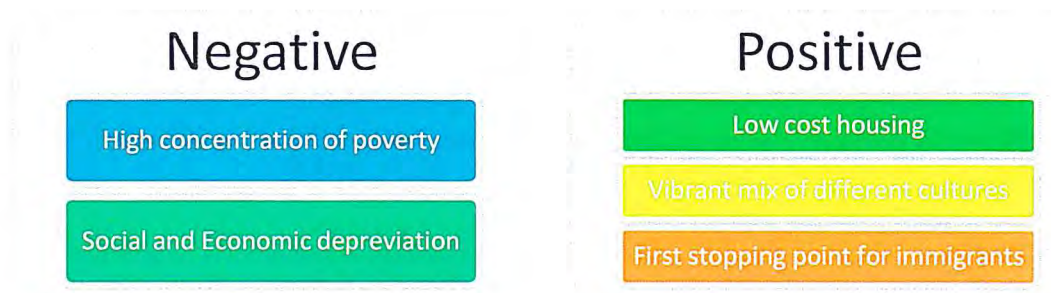 Negative
High concentration of poverty
Social and Economic depreviation
Positive
Low cost housing
Vibrant mix of different cultures
First stopping point for immigrants